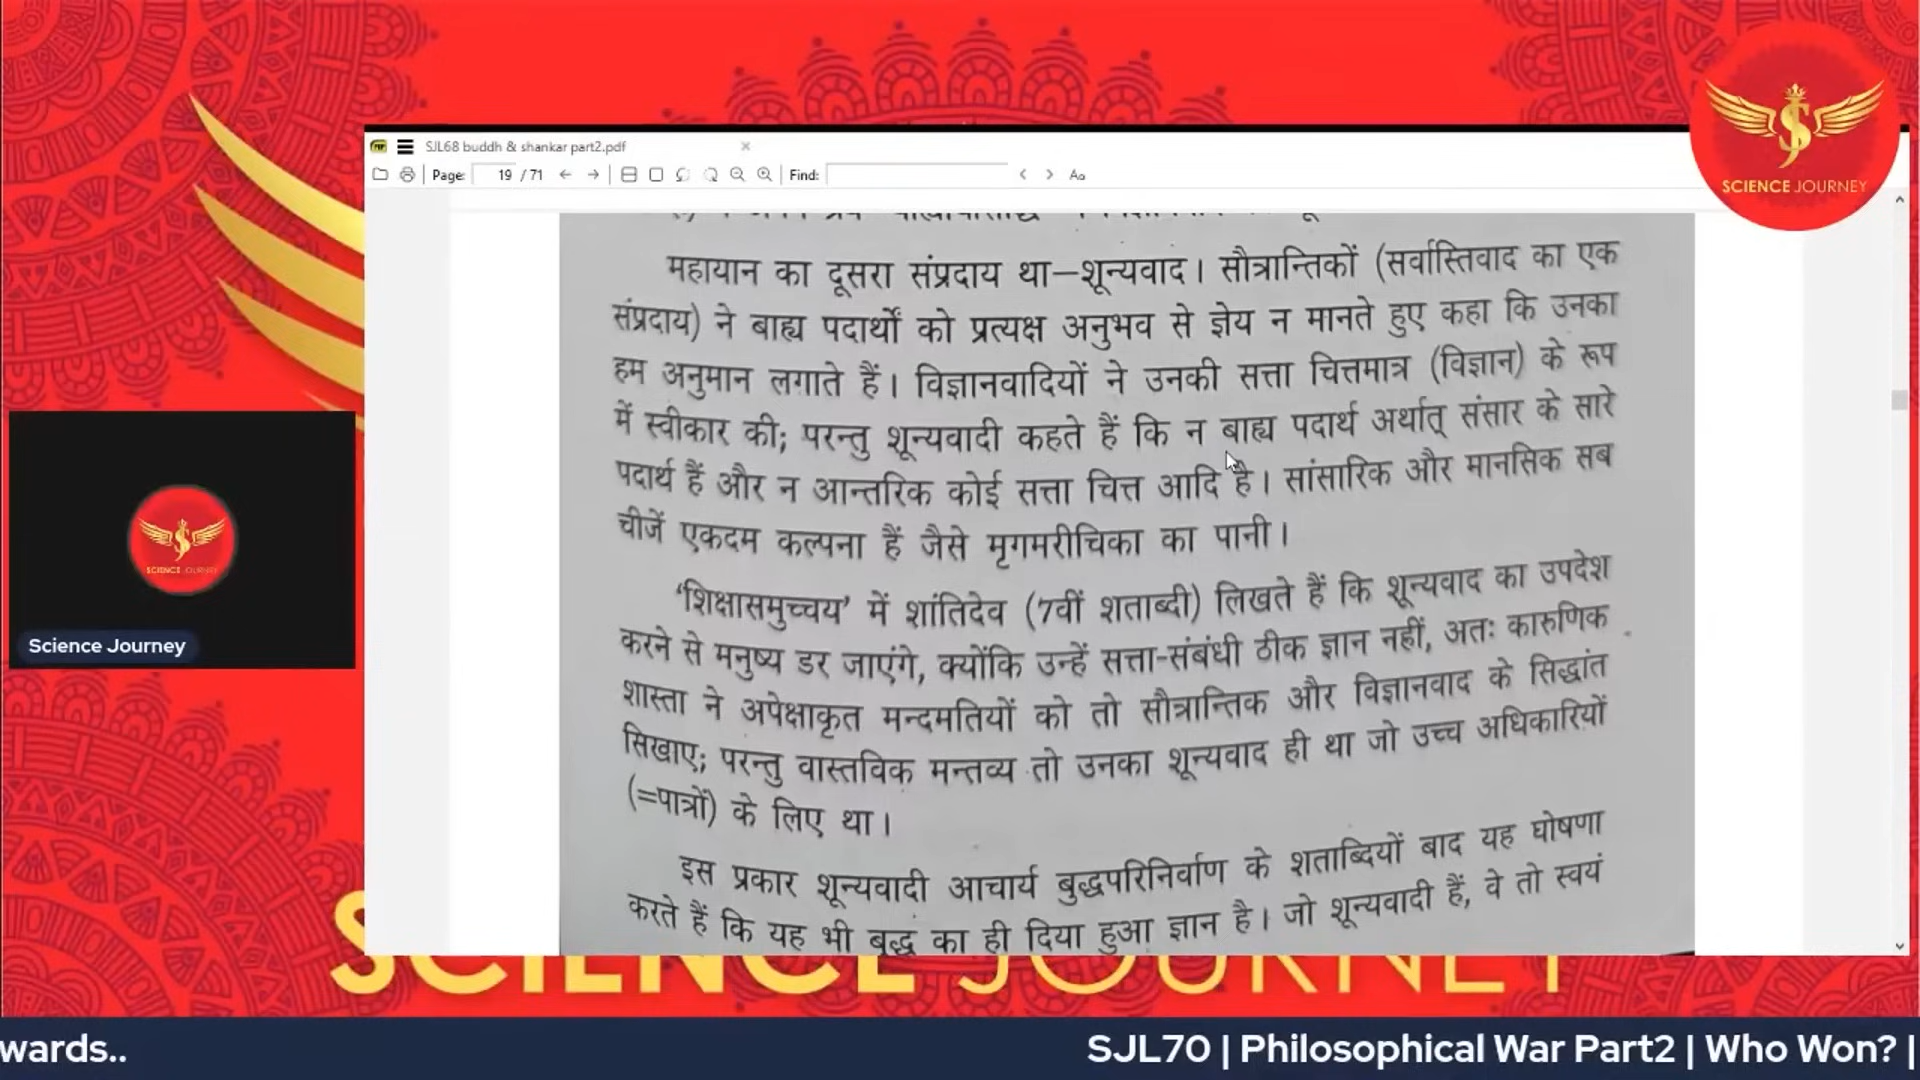 SJL68 buddh & shankar part2.pdf
Page: 19 / 71 Find: Aa
SCIENCE JOURNEY
महायान का दूसरा संप्रदाय था—शून्यवाद। सौत्रान्तिकों (सर्वास्तिवाद का एक
संप्रदाय) ने बाह्य पदार्थों को प्रत्यक्ष अनुभव से ज्ञेय न मानते हुए कहा कि उनका
हम अनुमान लगाते हैं। विज्ञानवादियों ने उनकी सत्ता चित्तमात्र (विज्ञान) के रूप
में स्वीकार की; परन्तु शून्यवादी कहते हैं कि न बाह्य पदार्थ अर्थात् संसार के सारे
पदार्थ हैं और न आन्तरिक कोई सत्ता चित्त आदि है। सांसारिक और मानसिक सब
चीजें एकदम कल्पना हैं जैसे मृगमरीचिका का पानी।
'शिक्षासमुच्चय' में शांतिदेव (7वीं शताब्दी) लिखते हैं कि शून्यवाद का उपदेश
करने से मनुष्य डर जाएंगे, क्योंकि उन्हें सत्ता-संबंधी ठीक ज्ञान नहीं, अतः कारुणिक
शास्ता ने अपेक्षाकृत मन्दमतियों को तो सौत्रान्तिक और विज्ञानवाद के सिद्धांत
सिखाए; परन्तु वास्तविक मन्तव्य तो उनका शून्यवाद ही था जो उच्च अधिकारियों
(=पात्रों) के लिए था।
इस प्रकार शून्यवादी आचार्य बुद्धपरिनिर्वाण के शताब्दियों बाद यह घोषणा
करते हैं कि यह भी बुद्ध का ही दिया हुआ ज्ञान है। जो शून्यवादी हैं, वे तो स्वयं
SCIENCE JOURNEY
Science Journey
SCIENCE JOURNEY
wards.. SJL70 | Philosophical War Part2 | Who Won? |